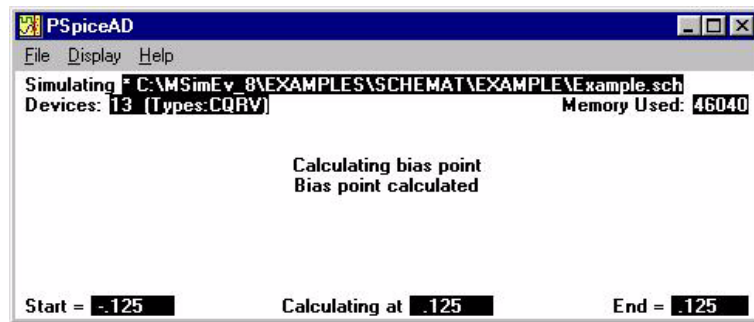 PSpiceAD
File Display Help
Simulating * C:\MSimEv_8\EXAMPLES\SCHEMAT\EXAMPLE\Example.sch
Devices: 13 (Types:CQRV) Memory Used: 46040
Calculating bias point
Bias point calculated
Start = -.125 Calculating at .125 End = .125